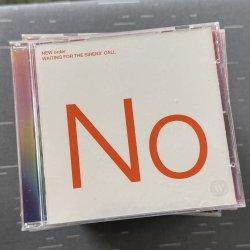 NEW order
WAITING FOR THE SIRENS' CALL
No